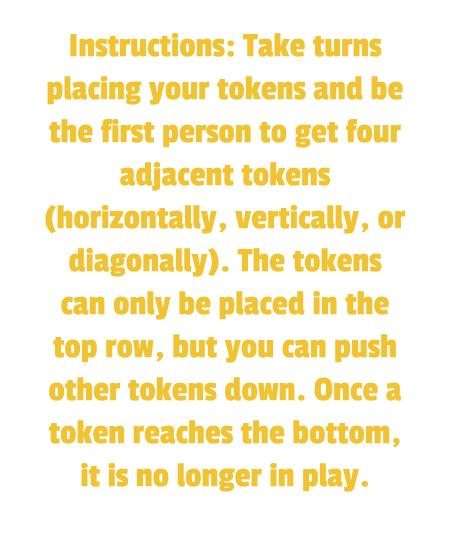 Instructions: Take turns
placing your tokens and be
the first person to get four
adjacent tokens
(horizontally, vertically, or
diagonally). The tokens
can only be placed in the
top row, but you can push
other tokens down. Once a
token reaches the bottom,
it is no longer in play.